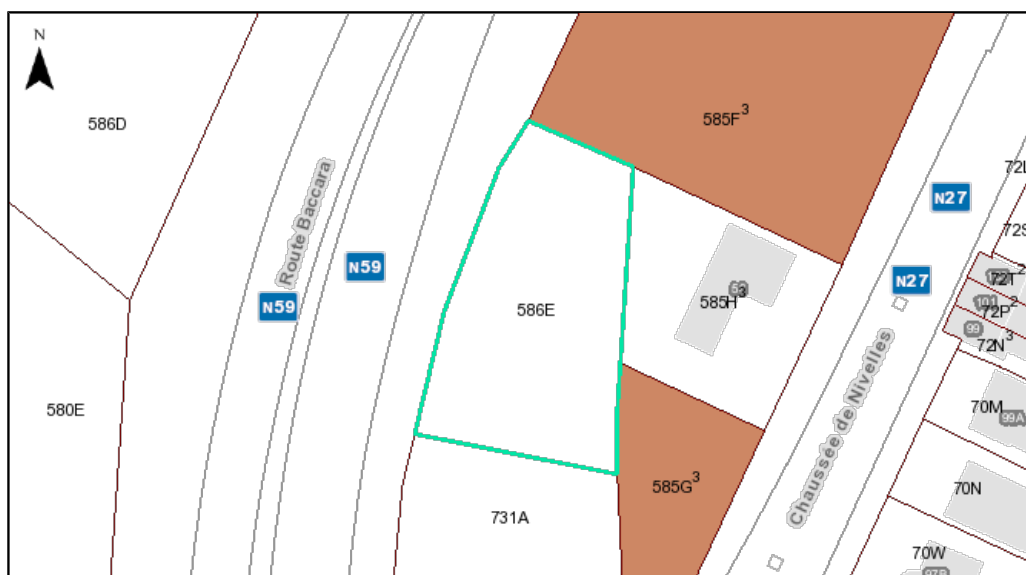 N
586D
585F³
72L
Route Baccara
N27
72S
N59
N27
72T²
585H³
101
72P²
N59
586E
99
72N³
Chaussée de Nivelles
580E
70M
99A
585G³
70N
731A
70W
97B